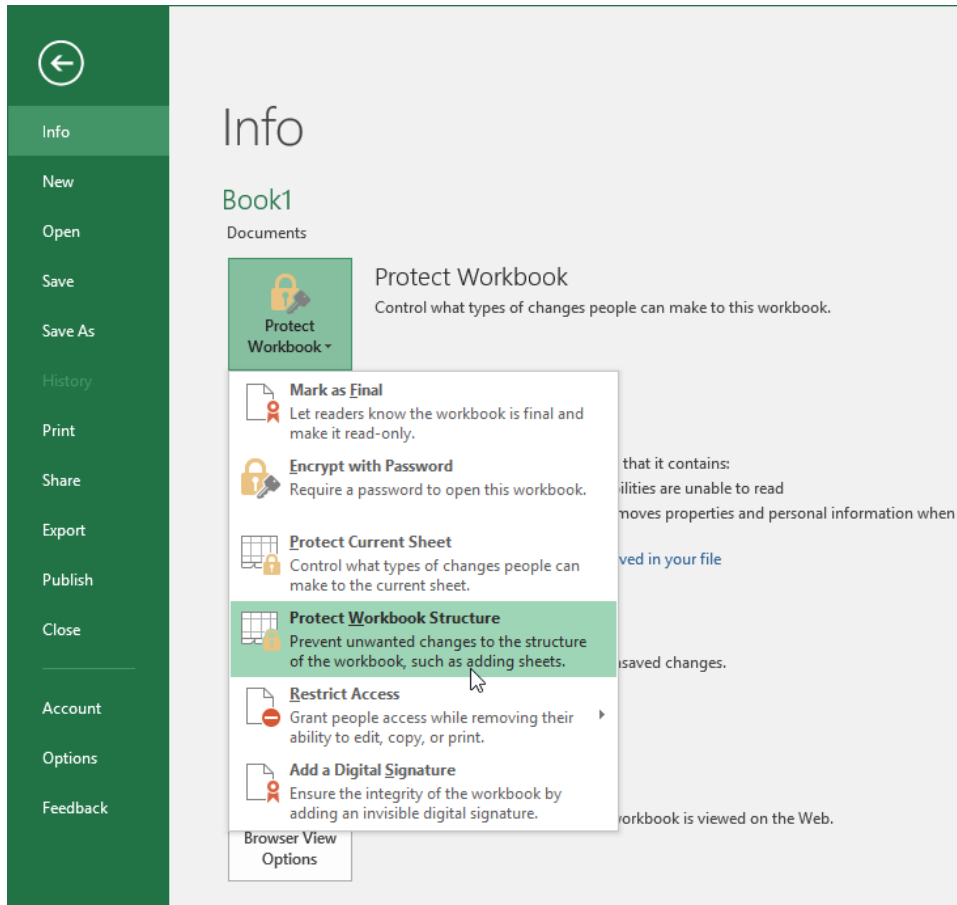 Info
New
Open
Save
Save As
History
Print
Share
Export
Publish
Close
Account
Options
Feedback
Info
Book1
Documents
Protect
Workbook
Protect Workbook
Control what types of changes people can make to this workbook.
Mark as Final
Let readers know the workbook is final and
make it read-only.
Encrypt with Password
Require a password to open this workbook.
Protect Current Sheet
Control what types of changes people can
make to the current sheet.
Protect Workbook Structure
Prevent unwanted changes to the structure
of the workbook, such as adding sheets.
Restrict Access
Grant people access while removing their
ability to edit, copy, or print.
Add a Digital Signature
Ensure the integrity of the workbook by
adding an invisible digital signature.
that it contains:
ilities are unable to read
moves properties and personal information when
ved in your file
nsaved changes.
vorkbook is viewed on the Web.
Browser View
Options